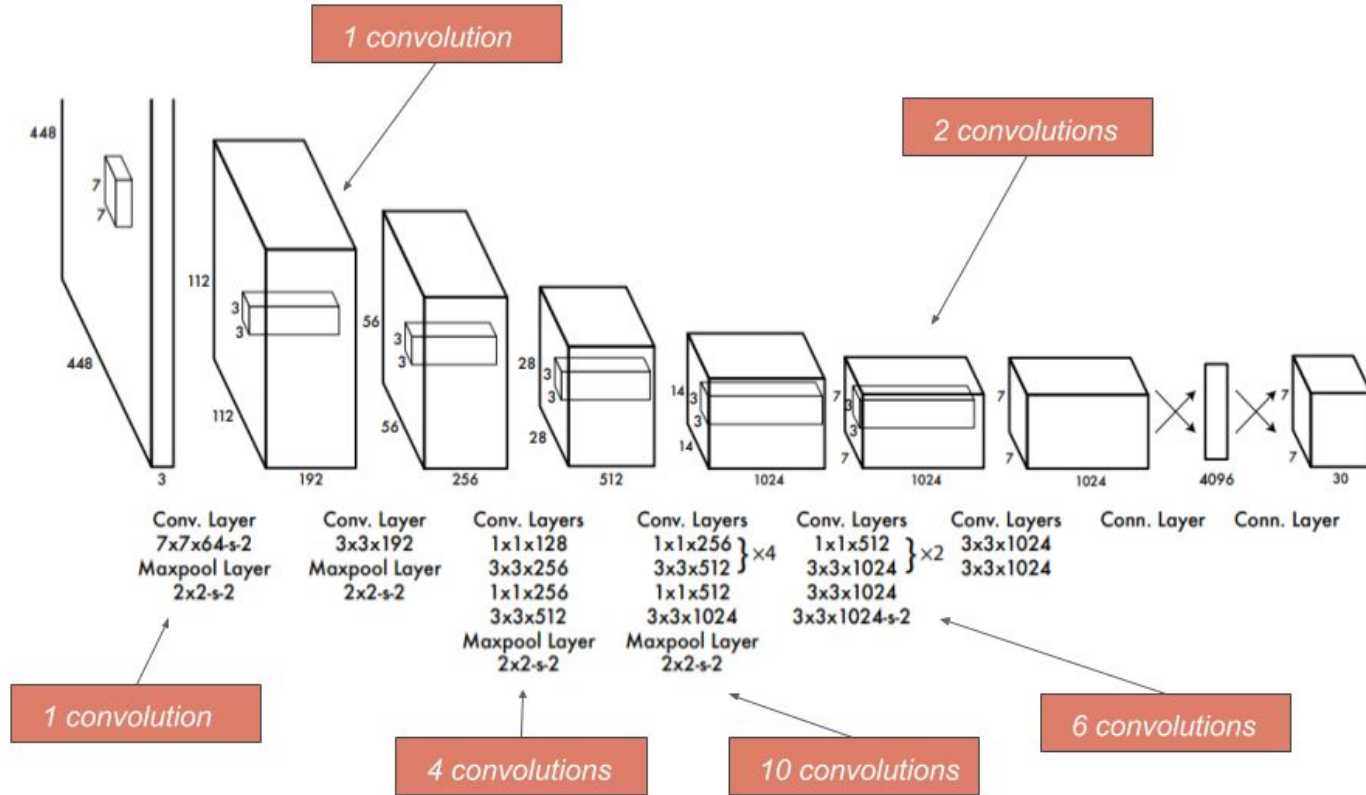 1 convolution
2 convolutions
448
7
7
448
3
112
3
3
112
192
56
3
3
56
256
28
3
3
28
512
14
3
3
14
1024
7
3
3
7
1024
7
7
1024
4096
7
7
30
Conv. Layer
7x7x64-s-2
Maxpool Layer
2x2-s-2
Conv. Layer
3x3x192
Maxpool Layer
2x2-s-2
Conv. Layers
1x1x128
3x3x256
1x1x256
3x3x512
Maxpool Layer
2x2-s-2
Conv. Layers
1x1x256
3x3x512
}×4
1x1x512
3x3x1024
Maxpool Layer
2x2-s-2
Conv. Layers
1x1x512
3x3x1024
}×2
3x3x1024
3x3x1024-s-2
Conv. Layers
3x3x1024
3x3x1024
Conn. Layer
Conn. Layer
1 convolution
4 convolutions
10 convolutions
6 convolutions